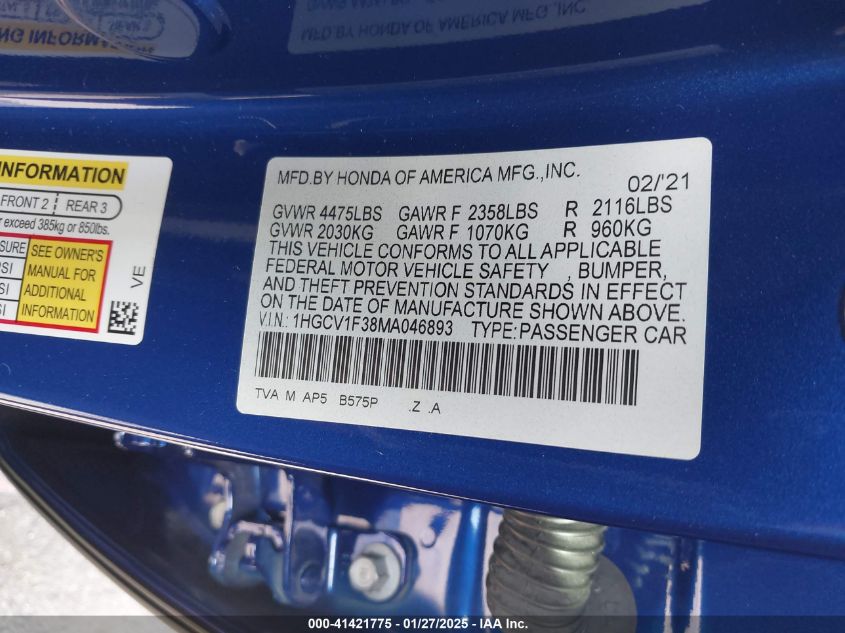 MFD.BY HONDA OF AMERICA MFG.,INC.
NG INFORMATION
INFORMATION
FRONT 2 REAR 3
r exceed 385kg or 850lbs.
SURE
SEE OWNER'S
MANUAL FOR
ADDITIONAL
INFORMATION
VE
MFD.BY HONDA OF AMERICA MFG.,INC.
02/'21
GVWR 4475LBS GAWR F 2358LBS R 2116LBS
GVWR 2030KG GAWR F 1070KG R 960KG
THIS VEHICLE CONFORMS TO ALL APPLICABLE
FEDERAL MOTOR VEHICLE SAFETY , BUMPER,
AND THEFT PREVENTION STANDARDS IN EFFECT
ON THE DATE OF MANUFACTURE SHOWN ABOVE.
V.I.N.: 1HGCV1F38MA046893 TYPE:PASSENGER CAR
TVA M AP5 B575P .Z .A
000-41421775 — 01/27/2025 — IAA Inc.